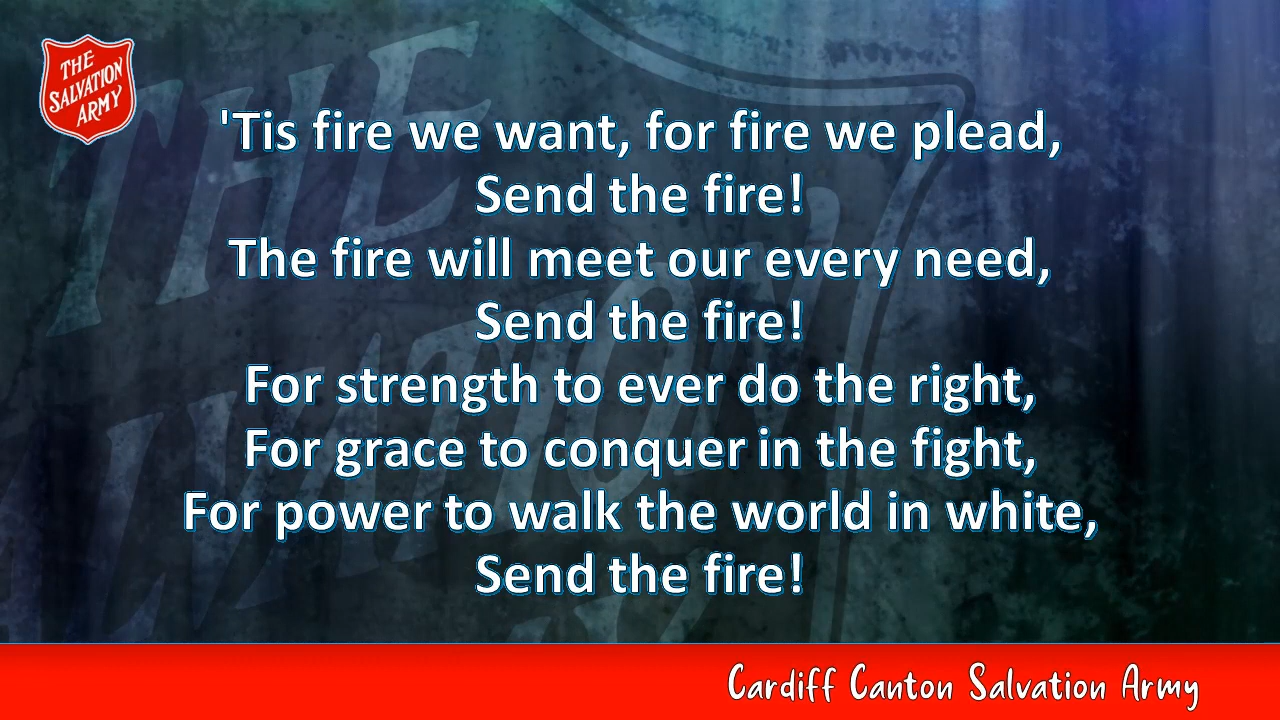 THE
SALVATION
ARMY
'Tis fire we want, for fire we plead,
Send the fire!
The fire will meet our every need,
Send the fire!
For strength to ever do the right,
For grace to conquer in the fight,
For power to walk the world in white,
Send the fire!
Cardiff Canton Salvation Army